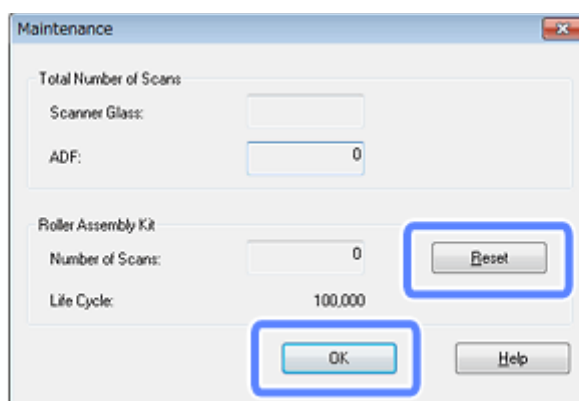 Maintenance
Total Number of Scans
Scanner Glass:
ADF: 0
Roller Assembly Kit
Number of Scans: 0 Reset
Life Cycle: 100,000
OK Help